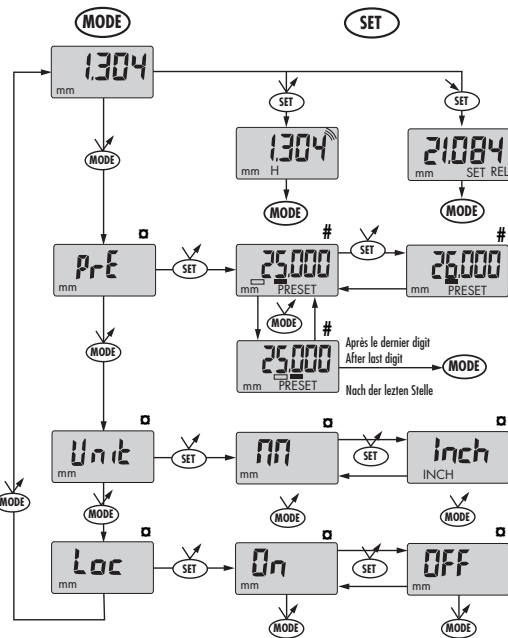 MODE
SET
1.304
mm
SET
SET
MODE
1.304
mm H
21.084
mm SET REL
MODE
MODE
¤
#
#
PrE
mm
SET
25.000
mm PRESET
SET
26.000
mm PRESET
MODE
#
MODE
25.000
mm PRESET
Après le dernier digit
After last digit
Nach der lezten Stelle
MODE
¤
¤
¤
Unit
mm
SET
MM
mm
SET
Inch
INCH
MODE
MODE
MODE
MODE
¤
¤
¤
Loc
mm
SET
On
mm
SET
OFF
mm
MODE
MODE